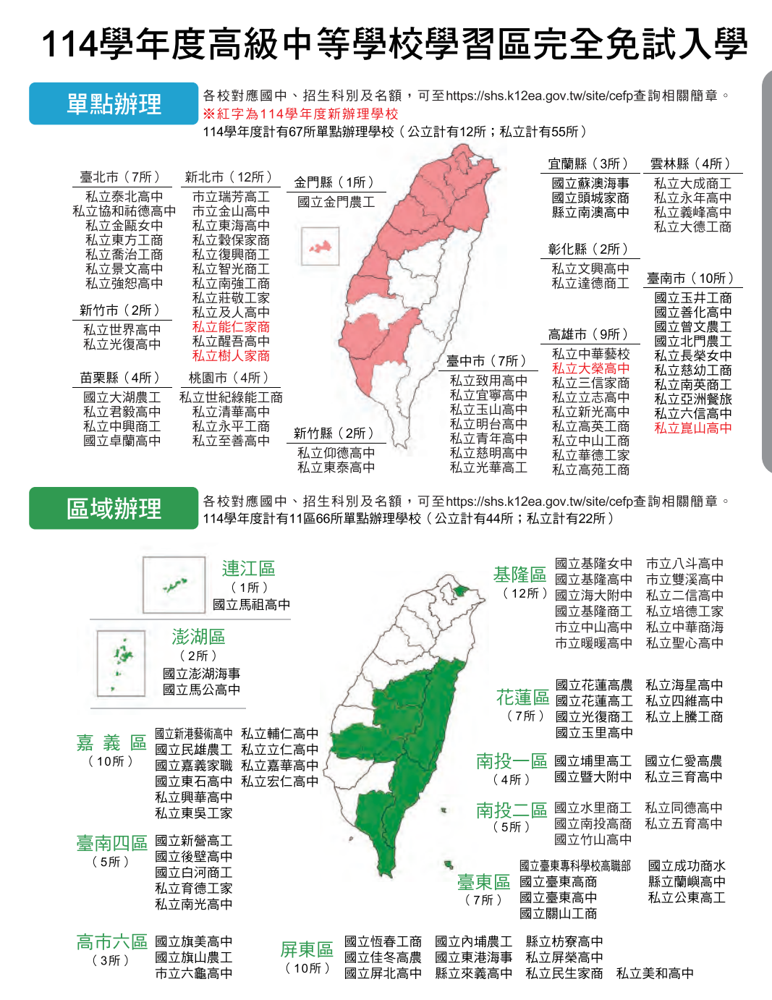 114學年度高級中等學校學習區完全免試入學
單點辦理
各校對應國中、招生科別及名額，可至https://shs.k12ea.gov.tw/site/cefp查詢相關簡章。
※紅字為114學年度新辦理學校
114學年度計有67所單點辦理學校（公立計有12所；私立計有55所）
臺北市（7所）
私立泰北高中
私立協和祐德高中
私立金甌女中
私立東方工商
私立喬治工商
私立景文高中
私立強恕高中
新竹市（2所）
私立世界高中
私立光復高中
苗栗縣（4所）
國立大湖農工
私立君毅高中
私立中興商工
國立卓蘭高中
新北市（12所）
市立瑞芳高工
市立金山高中
私立東海高中
私立穀保家商
私立復興商工
私立智光商工
私立南強工商
私立莊敬工家
私立及人高中
私立能仁家商
私立醒吾高中
私立樹人家商
桃園市（4所）
私立世紀綠能工商
私立清華高中
私立永平工商
私立至善高中
金門縣（1所）
國立金門農工
新竹縣（2所）
私立仰德高中
私立東泰高中
臺中市（7所）
私立致用高中
私立宜寧高中
私立玉山高中
私立明台高中
私立青年高中
私立慈明高中
私立光華高工
宜蘭縣（3所）
國立蘇澳海事
國立頭城家商
縣立南澳高中
彰化縣（2所）
私立文興高中
私立達德商工
高雄市（9所）
私立中華藝校
私立大榮高中
私立三信家商
私立立志高中
私立新光高中
私立高英工商
私立中山工商
私立華德工家
私立高苑工商
雲林縣（4所）
私立大成商工
私立永年高中
私立義峰高中
私立大德工商
臺南市（10所）
國立玉井工商
國立善化高中
國立曾文農工
國立北門農工
私立長榮女中
私立慈幼工商
私立南英商工
私立亞洲餐旅
私立六信高中
私立崑山高中
區域辦理
各校對應國中、招生科別及名額，可至https://shs.k12ea.gov.tw/site/cefp查詢相關簡章。
114學年度計有11區66所單點辦理學校（公立計有44所；私立計有22所）
連江區
（1所）
國立馬祖高中
澎湖區
（2所）
國立澎湖海事
國立馬公高中
嘉義區
（10所）
國立新港藝術高中 私立輔仁高中
國立民雄農工 私立立仁高中
國立嘉義家職 私立嘉華高中
國立東石高中 私立宏仁高中
私立興華高中
私立東吳工家
臺南四區
（5所）
國立新營高工
國立後壁高中
國立白河商工
私立育德工家
私立南光高中
高市六區
（3所）
國立旗美高中
國立旗山農工
市立六龜高中
基隆區
（12所）
國立基隆女中 市立八斗高中
國立基隆高中 市立雙溪高中
國立海大附中 私立二信高中
國立基隆商工 私立培德工家
市立中山高中 私立中華商海
市立暖暖高中 私立聖心高中
花蓮區
（7所）
國立花蓮高農 私立海星高中
國立花蓮高工 私立四維高中
國立光復商工 私立上騰工商
國立玉里高中
南投一區
（4所）
國立埔里高工 國立仁愛高農
國立暨大附中 私立三育高中
南投二區
（5所）
國立水里商工 私立同德高中
國立南投高商 私立五育高中
國立竹山高中
臺東區
（7所）
國立臺東專科學校高職部 國立成功商水
國立臺東高商 縣立蘭嶼高中
國立臺東高中 私立公東高工
國立關山工商
屏東區
（10所）
國立恆春工商 國立內埔農工 縣立枋寮高中
國立佳冬高農 國立東港海事 私立屏榮高中
國立屏北高中 縣立來義高中 私立民生家商 私立美和高中